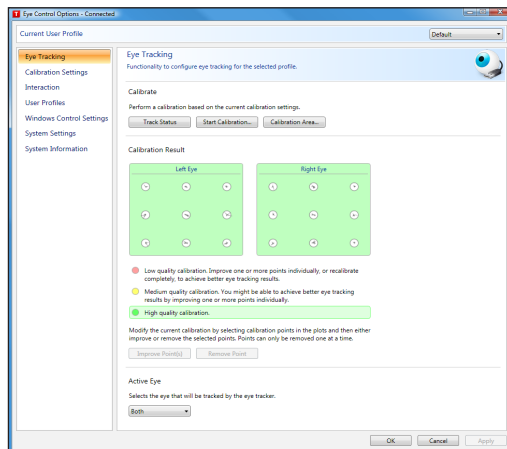 Eye Control Options - Connected
Current User Profile
Default
Eye Tracking
Calibration Settings
Interaction
User Profiles
Windows Control Settings
System Settings
System Information
Eye Tracking
Functionality to configure eye tracking for the selected profile.
Calibrate
Perform a calibration based on the current calibration settings.
Track Status
Start Calibration...
Calibration Area...
Calibration Result
Left Eye
Right Eye
Low quality calibration. Improve one or more points individually, or recalibrate
completely, to achieve better eye tracking results.
Medium quality calibration. You might be able to achieve better eye tracking
results by improving one or more points individually.
High quality calibration.
Modify the current calibration by selecting calibration points in the plots and then either
improve or remove the selected points. Points can only be removed one at a time.
Improve Point(s)
Remove Point
Active Eye
Selects the eye that will be tracked by the eye tracker.
Both
OK
Cancel
Apply